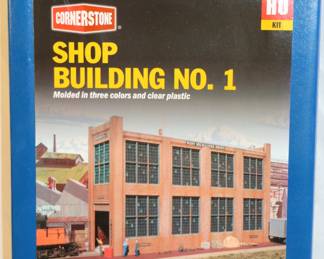 CORNERSTONE
HO
KIT
SHOP
BUILDING NO. 1
Molded in three colors and clear plastic